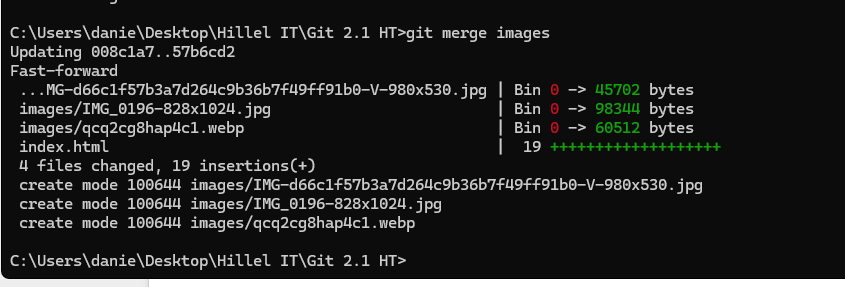 C:\Users\danie\Desktop\Hillel IT\Git 2.1 HT>git merge images
Updating 008c1a7..57b6cd2
Fast-forward
 ...MG-d66c1f57b3a7d264c9b36b7f49ff91b0-V-980x530.jpg | Bin 0 -> 45702 bytes
 images/IMG_0196-828x1024.jpg                         | Bin 0 -> 98344 bytes
 images/qcq2cg8hap4c1.webp                            | Bin 0 -> 60512 bytes
 index.html                                           |  19 +++++++++++++++++++
 4 files changed, 19 insertions(+)
 create mode 100644 images/IMG-d66c1f57b3a7d264c9b36b7f49ff91b0-V-980x530.jpg
 create mode 100644 images/IMG_0196-828x1024.jpg
 create mode 100644 images/qcq2cg8hap4c1.webp
C:\Users\danie\Desktop\Hillel IT\Git 2.1 HT>